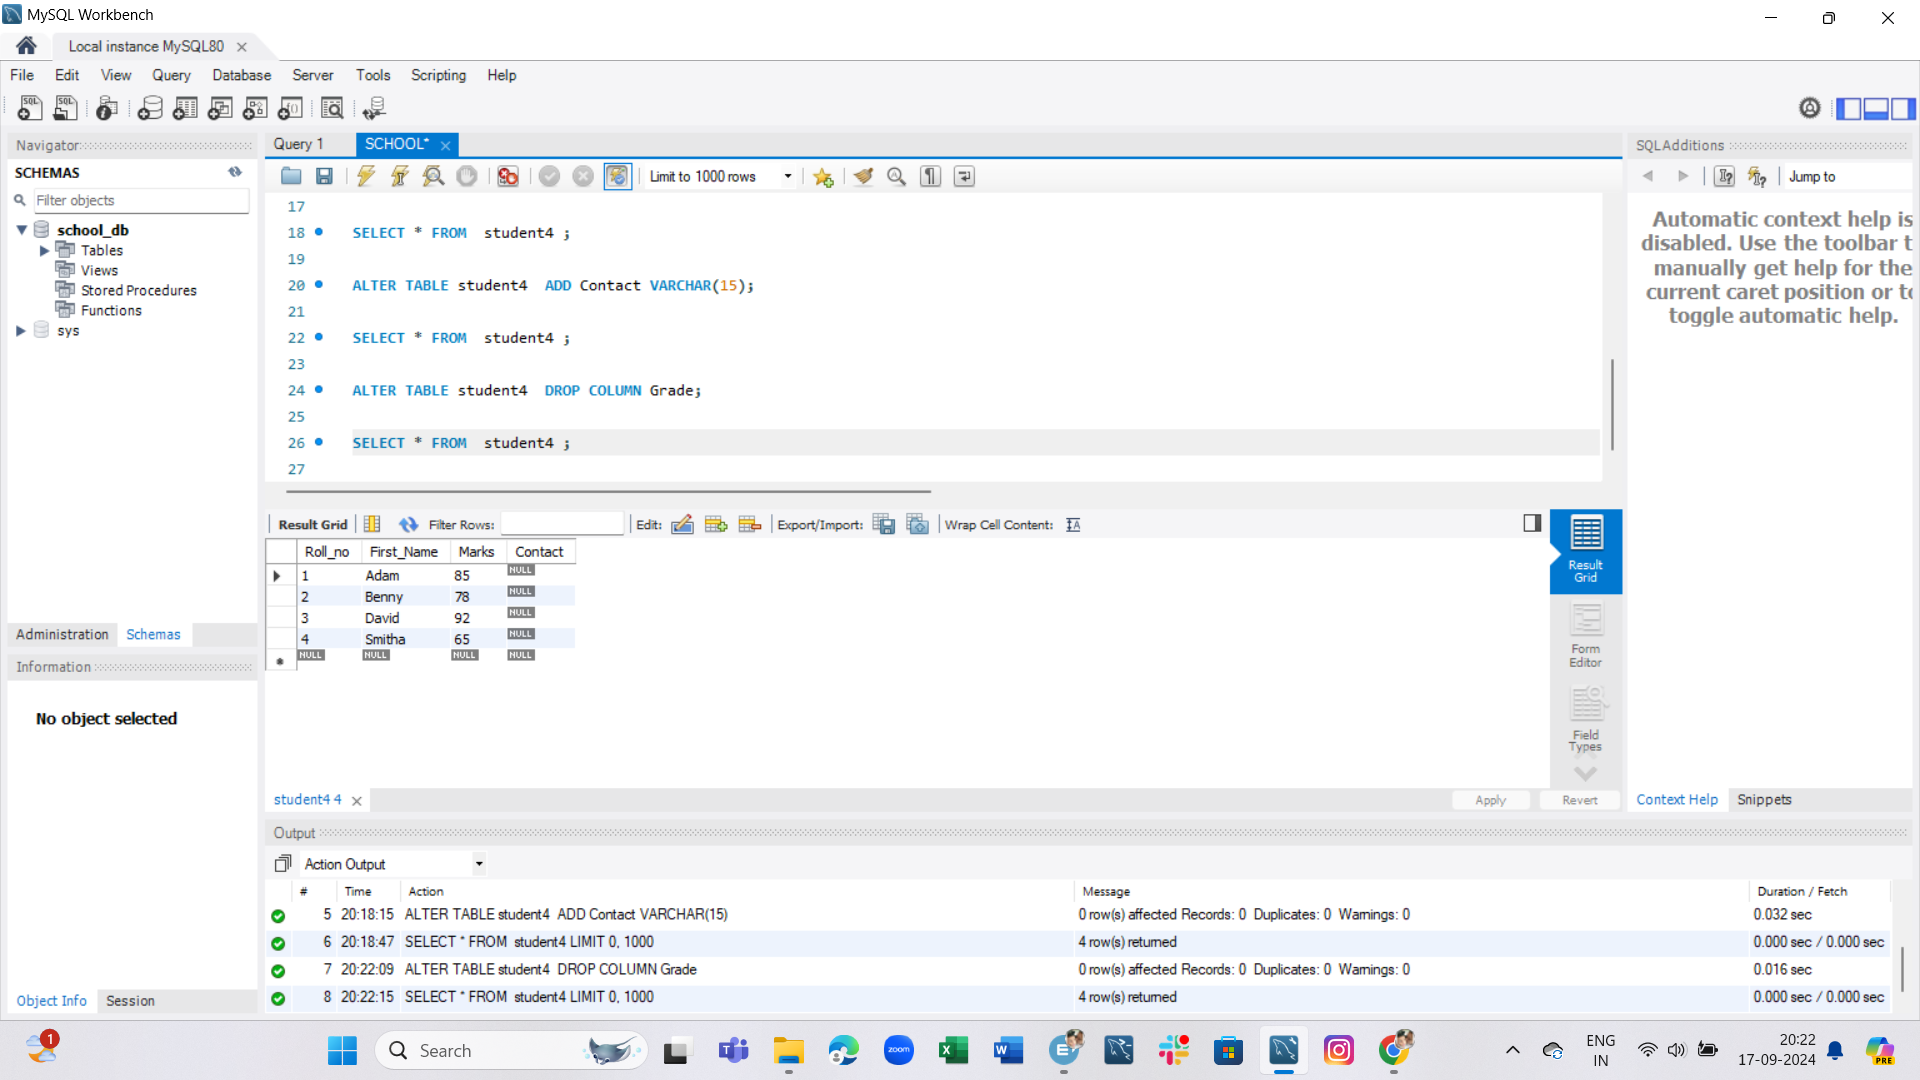 MySQL Workbench
Local instance MySQL80
File Edit View Query Database Server Tools Scripting Help
Navigator
SCHEMAS
Filter objects
school_db
Tables
Views
Stored Procedures
Functions
sys
Administration Schemas
Information
No object selected
Object Info Session
Query 1 SCHOOL*
Limit to 1000 rows
17
18 SELECT * FROM student4 ;
19
20 ALTER TABLE student4 ADD Contact VARCHAR(15);
21
22 SELECT * FROM student4 ;
23
24 ALTER TABLE student4 DROP COLUMN Grade;
25
26 SELECT * FROM student4 ;
27
Result Grid Filter Rows: Edit: Export/Import: Wrap Cell Content:
Roll_no First_Name Marks Contact
1 Adam 85 NULL
2 Benny 78 NULL
3 David 92 NULL
4 Smitha 65 NULL
NULL NULL NULL NULL
Result
Grid
Form
Editor
Field
Types
student4 4
Apply Revert
SQLAdditions
Jump to
Automatic context help is
disabled. Use the toolbar t
manually get help for the
current caret position or to
toggle automatic help.
Context Help Snippets
Output
Action Output
# Time Action Message Duration / Fetch
5 20:18:15 ALTER TABLE student4 ADD Contact VARCHAR(15) 0 row(s) affected Records: 0 Duplicates: 0 Warnings: 0 0.032 sec
6 20:18:47 SELECT * FROM student4 LIMIT 0, 1000 4 row(s) returned 0.000 sec / 0.000 sec
7 20:22:09 ALTER TABLE student4 DROP COLUMN Grade 0 row(s) affected Records: 0 Duplicates: 0 Warnings: 0 0.016 sec
8 20:22:15 SELECT * FROM student4 LIMIT 0, 1000 4 row(s) returned 0.000 sec / 0.000 sec
1
Search
zoom
ENG
IN
20:22
17-09-2024
PRE